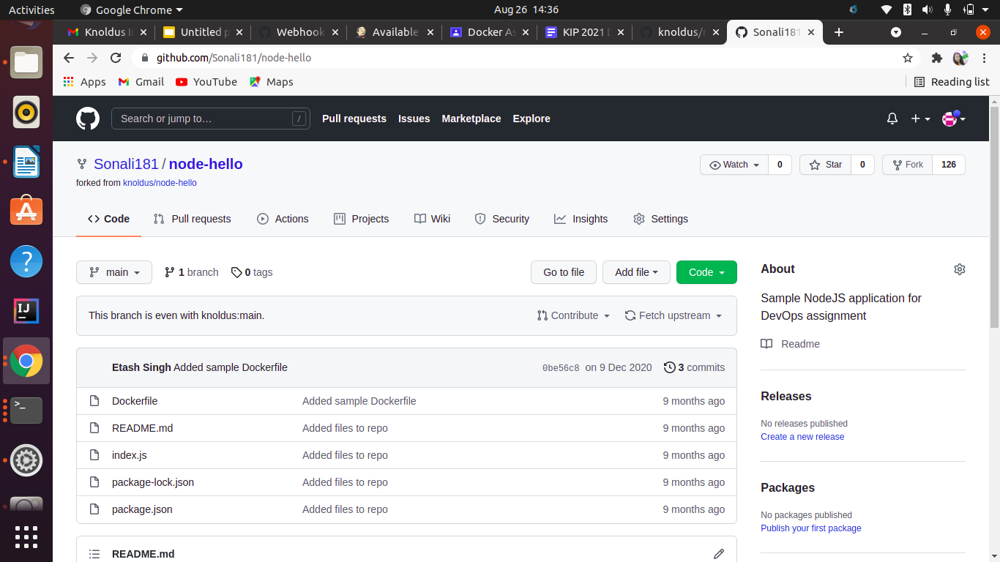 Activities Google Chrome Aug 26 14:36
Knoldus I Untitled p Webhook Available Docker As KIP 2021 D knoldus/n Sonali181
github.com/Sonali181/node-hello
Apps Gmail YouTube Maps Reading list
Search or jump to… / Pull requests Issues Marketplace Explore
Sonali181 / node-hello Watch 0 Star 0 Fork 126
forked from knoldus/node-hello
Code Pull requests Actions Projects Wiki Security Insights Settings
main 1 branch 0 tags Go to file Add file Code
This branch is even with knoldus:main. Contribute Fetch upstream
Etash Singh Added sample Dockerfile 0be56c8 on 9 Dec 2020 3 commits
Dockerfile Added sample Dockerfile 9 months ago
README.md Added files to repo 9 months ago
index.js Added files to repo 9 months ago
package-lock.json Added files to repo 9 months ago
package.json Added files to repo 9 months ago
README.md
About
Sample NodeJS application for
DevOps assignment
Readme
Releases
No releases published
Create a new release
Packages
No packages published
Publish your first package
IJ
>_
?